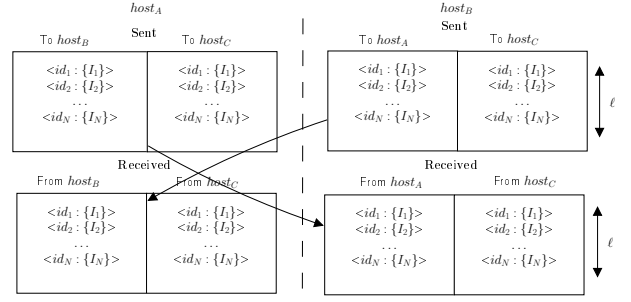 host_A host_B
Sent Sent
To host_B To host_C To host_A To host_C
<id_1 : {I_1}> <id_1 : {I_1}> <id_1 : {I_1}> <id_1 : {I_1}>
<id_2 : {I_2}> <id_2 : {I_2}> <id_2 : {I_2}> <id_2 : {I_2}>
... ... ... ...
<id_N : {I_N}> <id_N : {I_N}> <id_N : {I_N}> <id_N : {I_N}>
ℓ
Received Received
From host_B From host_C From host_A From host_C
<id_1 : {I_1}> <id_1 : {I_1}> <id_1 : {I_1}> <id_1 : {I_1}>
<id_2 : {I_2}> <id_2 : {I_2}> <id_2 : {I_2}> <id_2 : {I_2}>
... ... ... ...
<id_N : {I_N}> <id_N : {I_N}> <id_N : {I_N}> <id_N : {I_N}>
ℓ